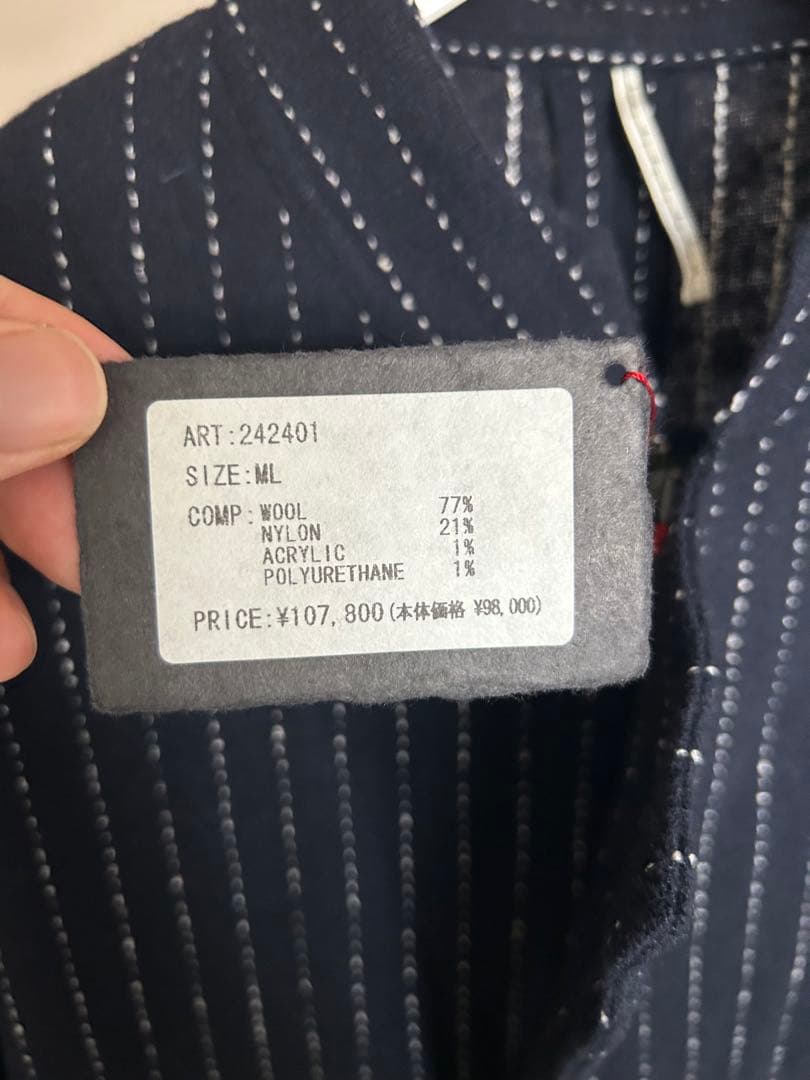 ART:242401
SIZE:ML
COMP:WOOL 77%
NYLON 21%
ACRYLIC 1%
POLYURETHANE 1%
PRICE:¥107,800(本体価格 ¥98,000)